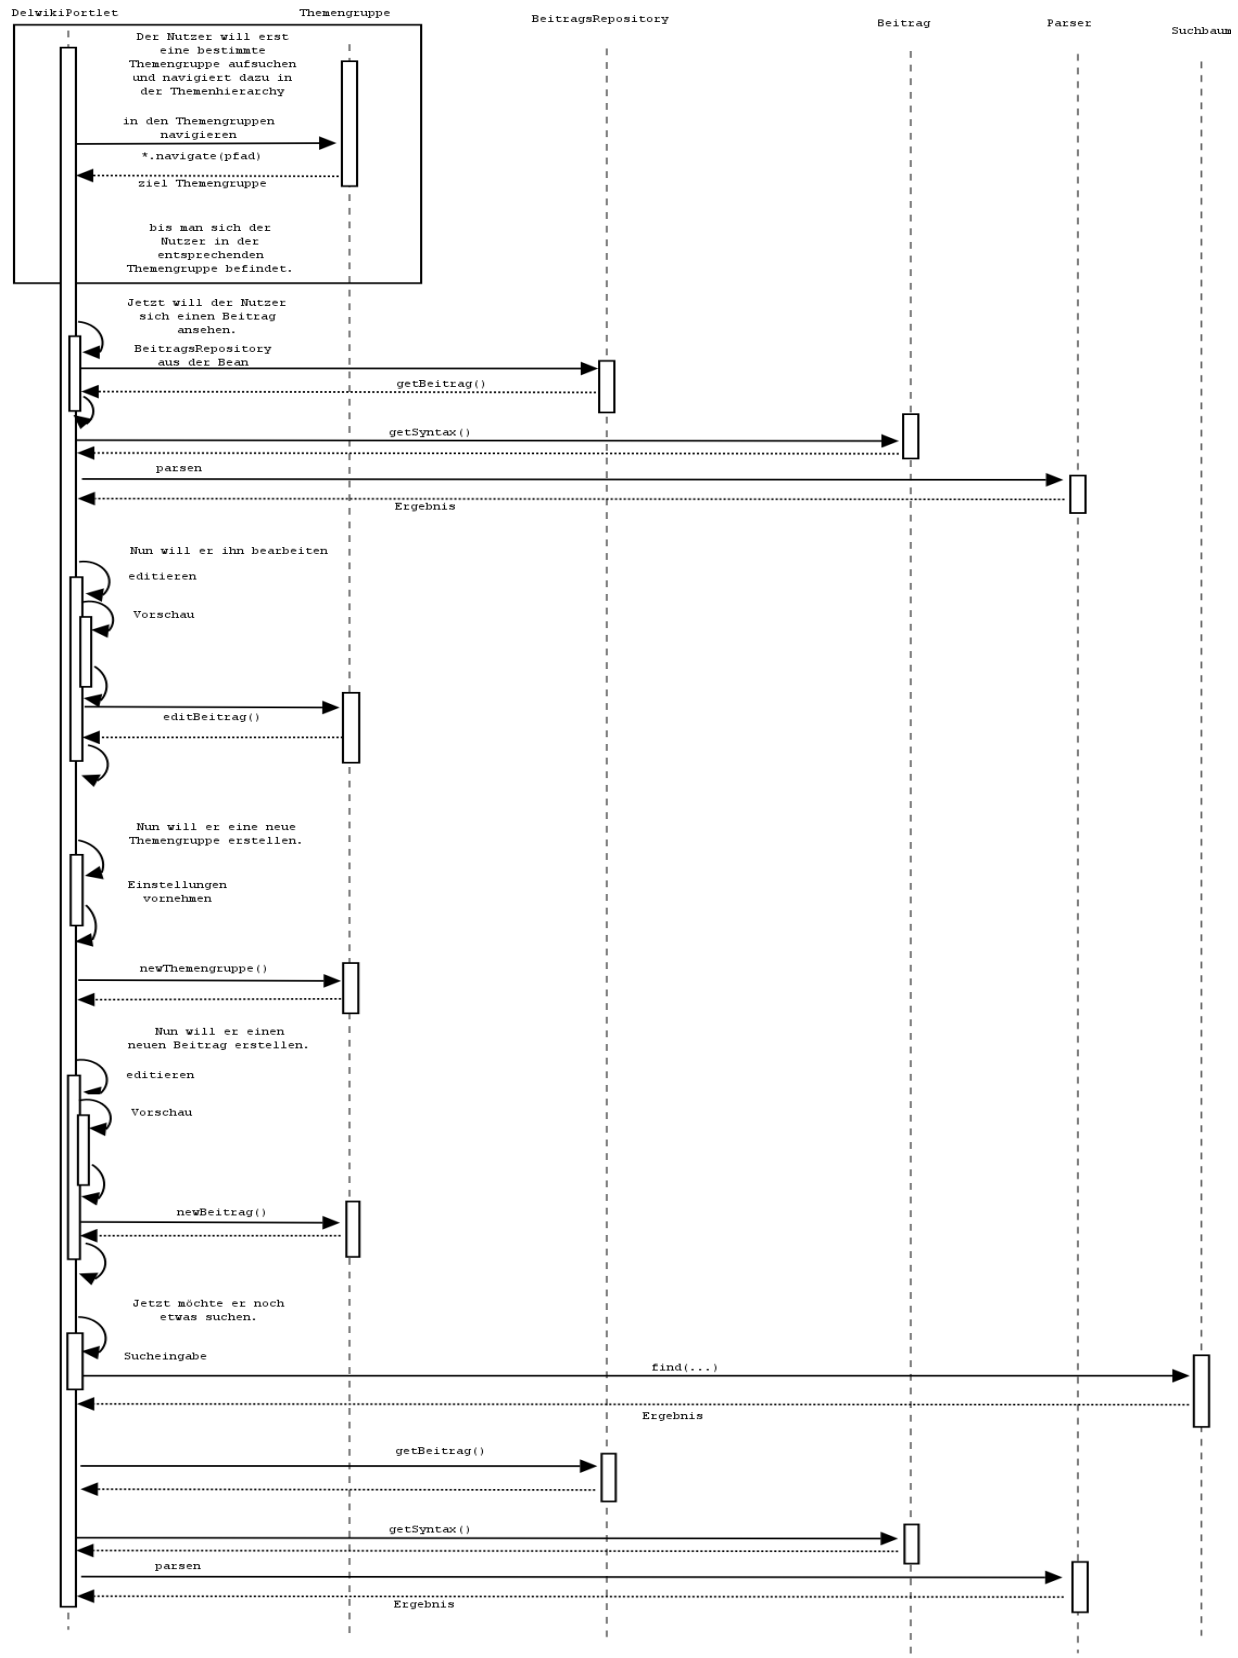 DelwikiPortlet
Themengruppe
BeitragsRepository
Beitrag
Parser
Suchbaum
Der Nutzer will erst
eine bestimmte
Themengruppe aufsuchen
und navigiert dazu in
der Themenhierarchy
in den Themengruppen
navigieren
*.navigate(pfad)
ziel Themengruppe
bis man sich der
Nutzer in der
entsprechenden
Themengruppe befindet.
Jetzt will der Nutzer
sich einen Beitrag
ansehen.
BeitragsRepository
aus der Bean
getBeitrag()
getSyntax()
parsen
Ergebnis
Nun will er ihn bearbeiten
editieren
Vorschau
editBeitrag()
Nun will er eine neue
Themengruppe erstellen.
Einstellungen
vornehmen
newThemengruppe()
Nun will er einen
neuen Beitrag erstellen.
editieren
Vorschau
newBeitrag()
Jetzt möchte er noch
etwas suchen.
Sucheingabe
find(...)
Ergebnis
getBeitrag()
getSyntax()
parsen
Ergebnis